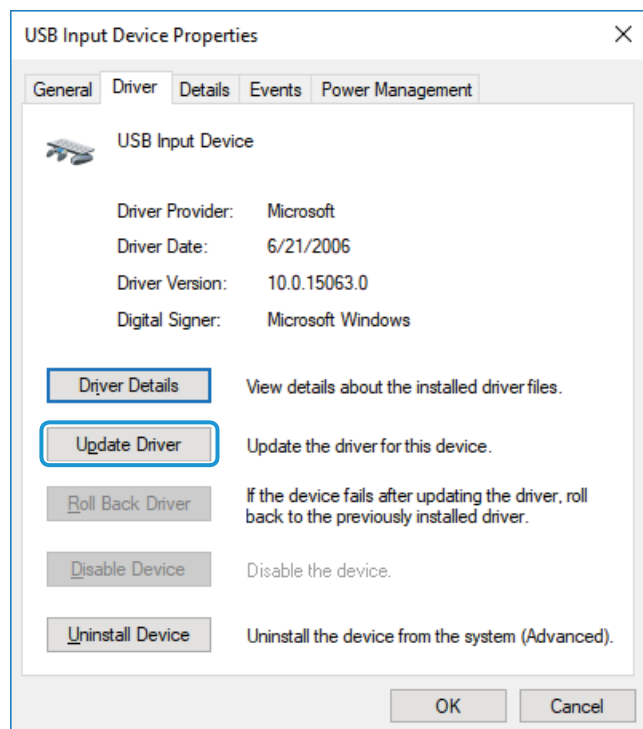 USB Input Device Properties
General Driver Details Events Power Management
USB Input Device
Driver Provider: Microsoft
Driver Date: 6/21/2006
Driver Version: 10.0.15063.0
Digital Signer: Microsoft Windows
Driver Details View details about the installed driver files.
Update Driver Update the driver for this device.
Roll Back Driver If the device fails after updating the driver, roll
back to the previously installed driver.
Disable Device Disable the device.
Uninstall Device Uninstall the device from the system (Advanced).
OK Cancel